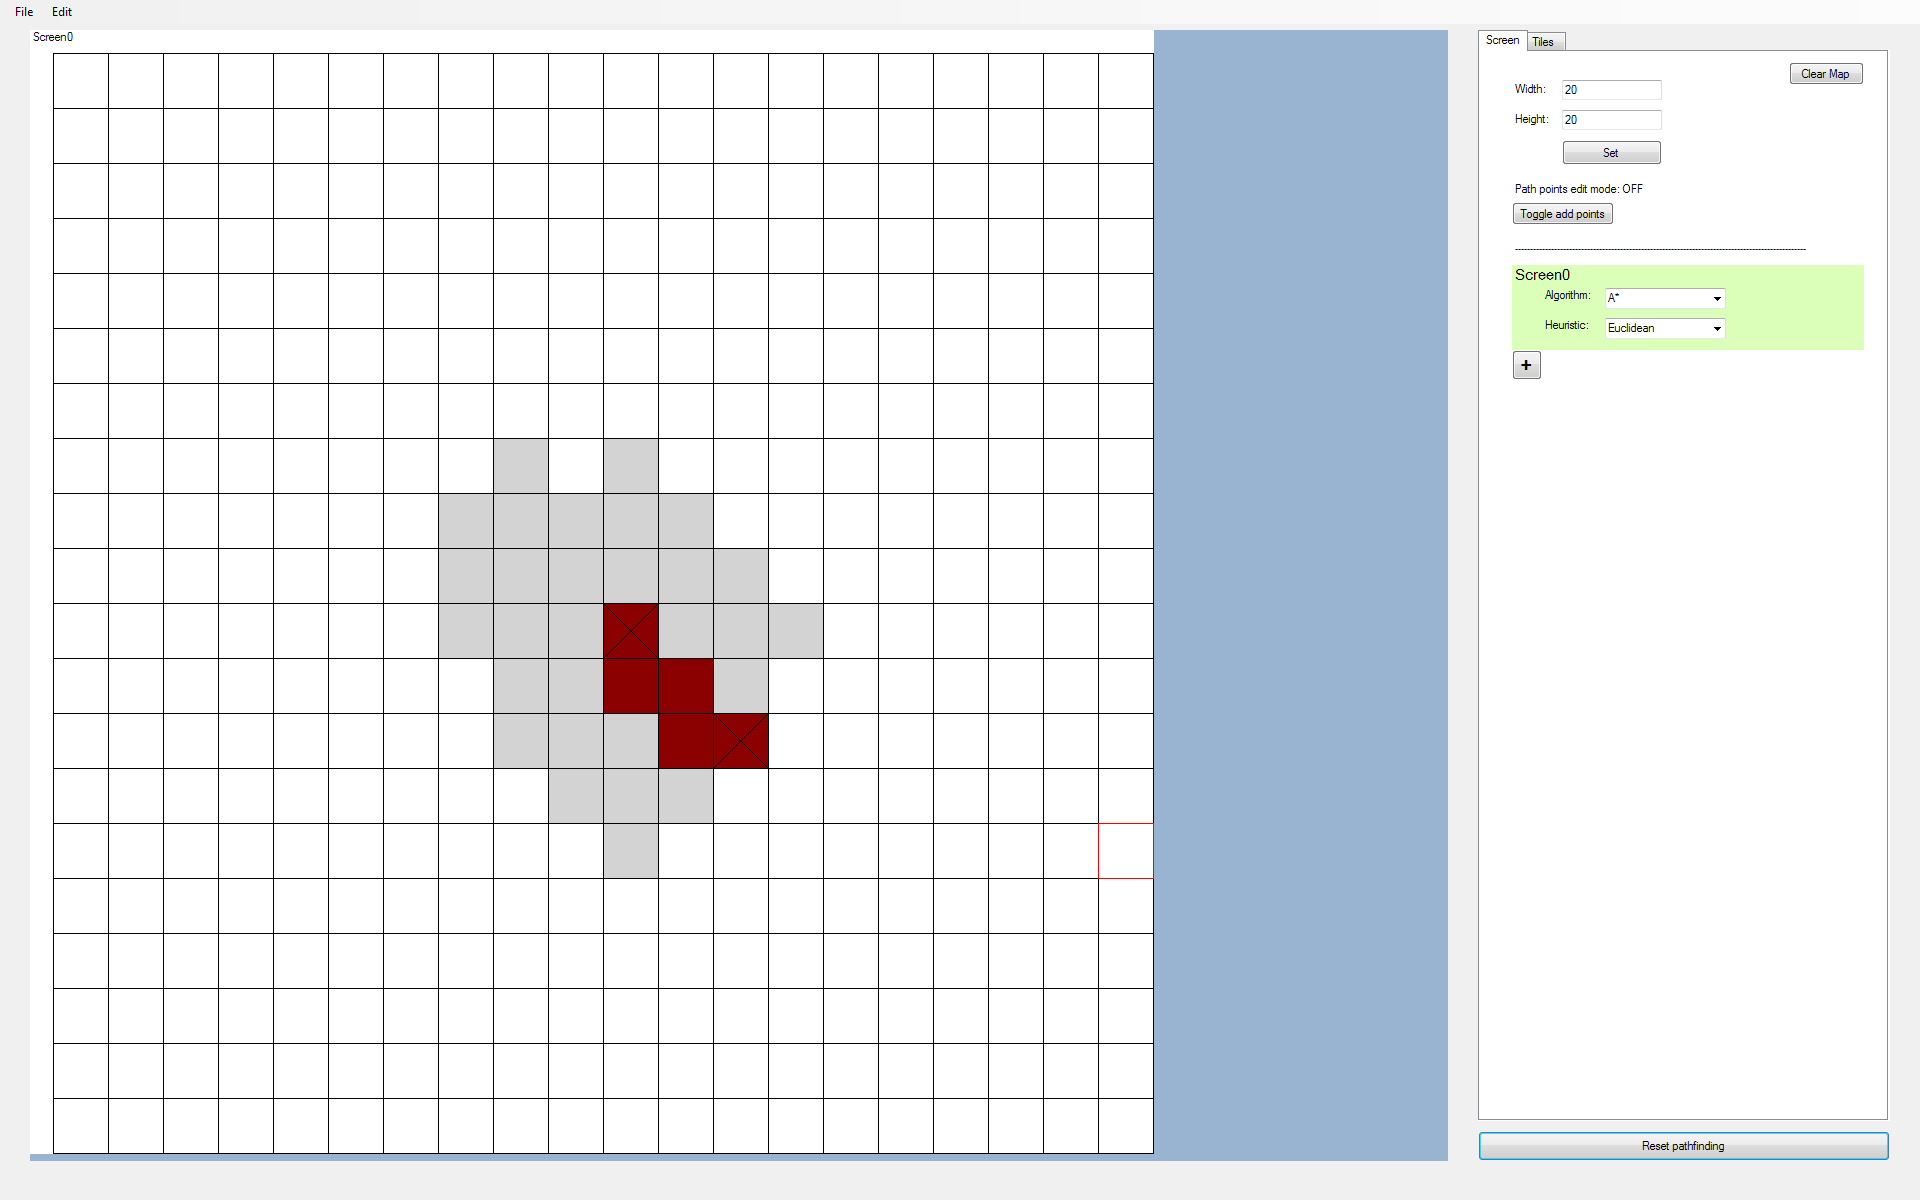 File Edit
Screen0
Screen Tiles
Clear Map
Width: 20
Height: 20
Set
Path points edit mode: OFF
Toggle add points
Screen0
Algorithm: A*
Heuristic: Euclidean
+
Reset pathfinding